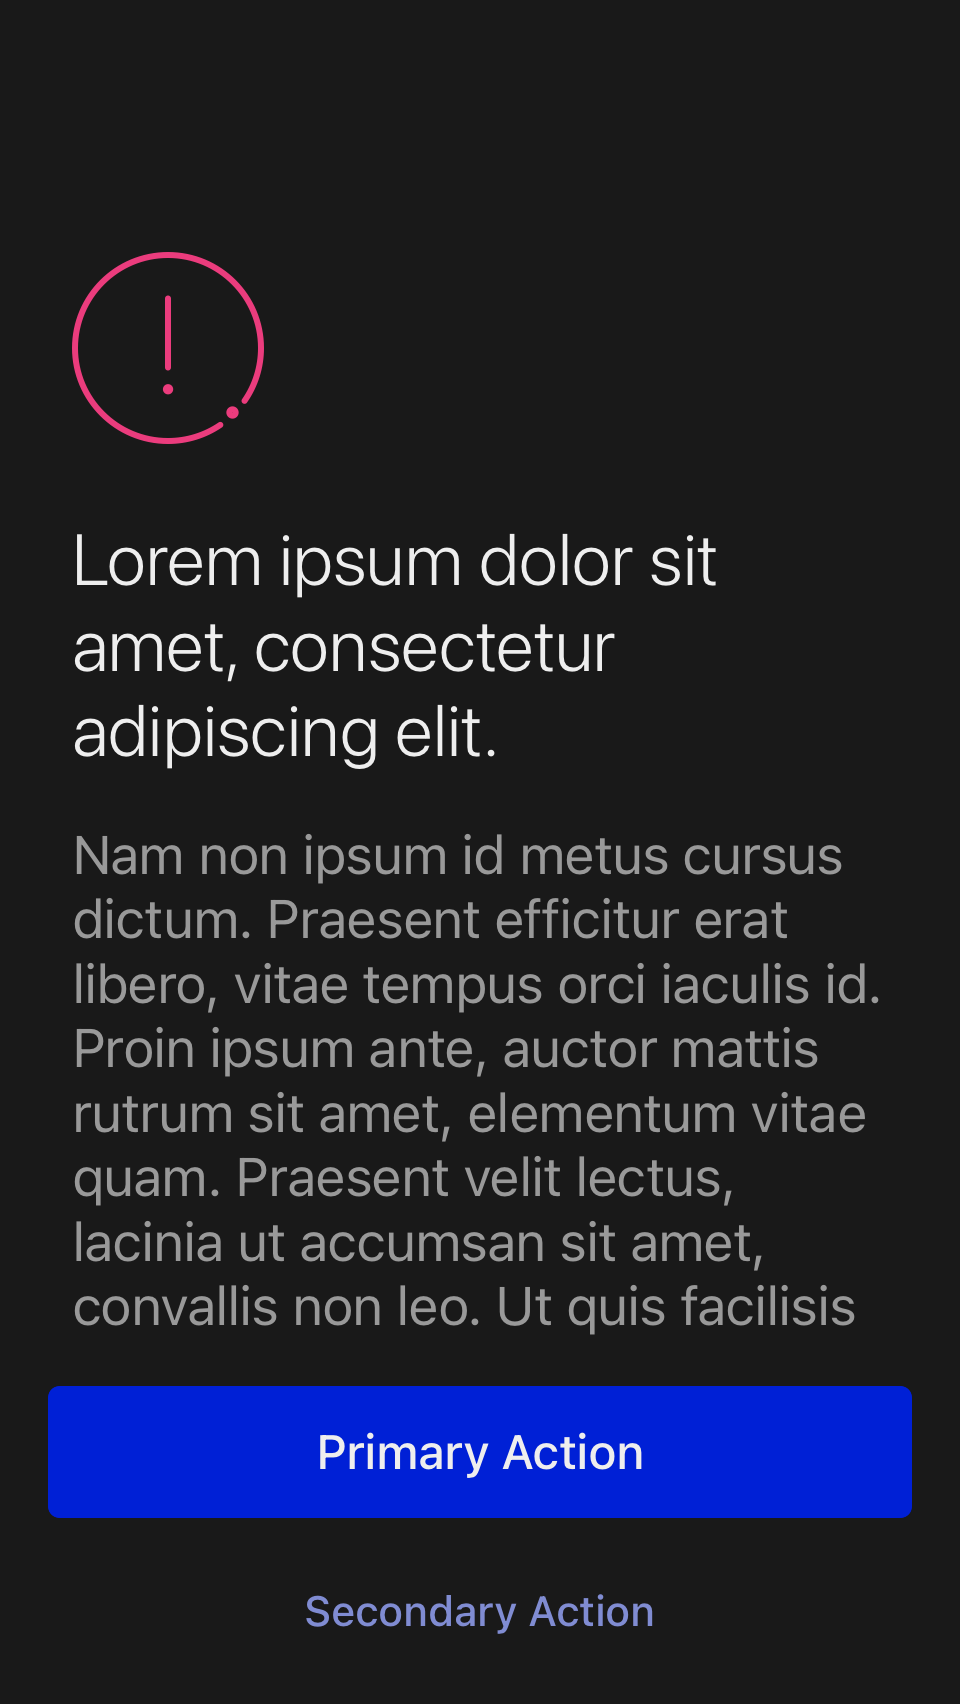 Lorem ipsum dolor sit
amet, consectetur
adipiscing elit.
Nam non ipsum id metus cursus
dictum. Praesent efficitur erat
libero, vitae tempus orci iaculis id.
Proin ipsum ante, auctor mattis
rutrum sit amet, elementum vitae
quam. Praesent velit lectus,
lacinia ut accumsan sit amet,
convallis non leo. Ut quis facilisis
Primary Action
Secondary Action